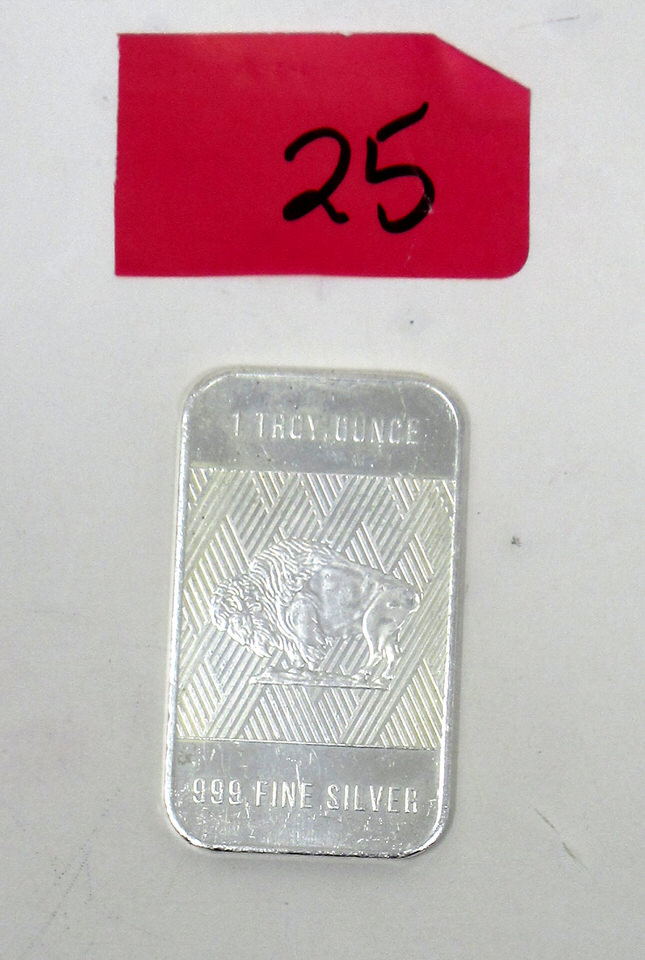 25
1 TROY OUNCE
999 FINE SILVER